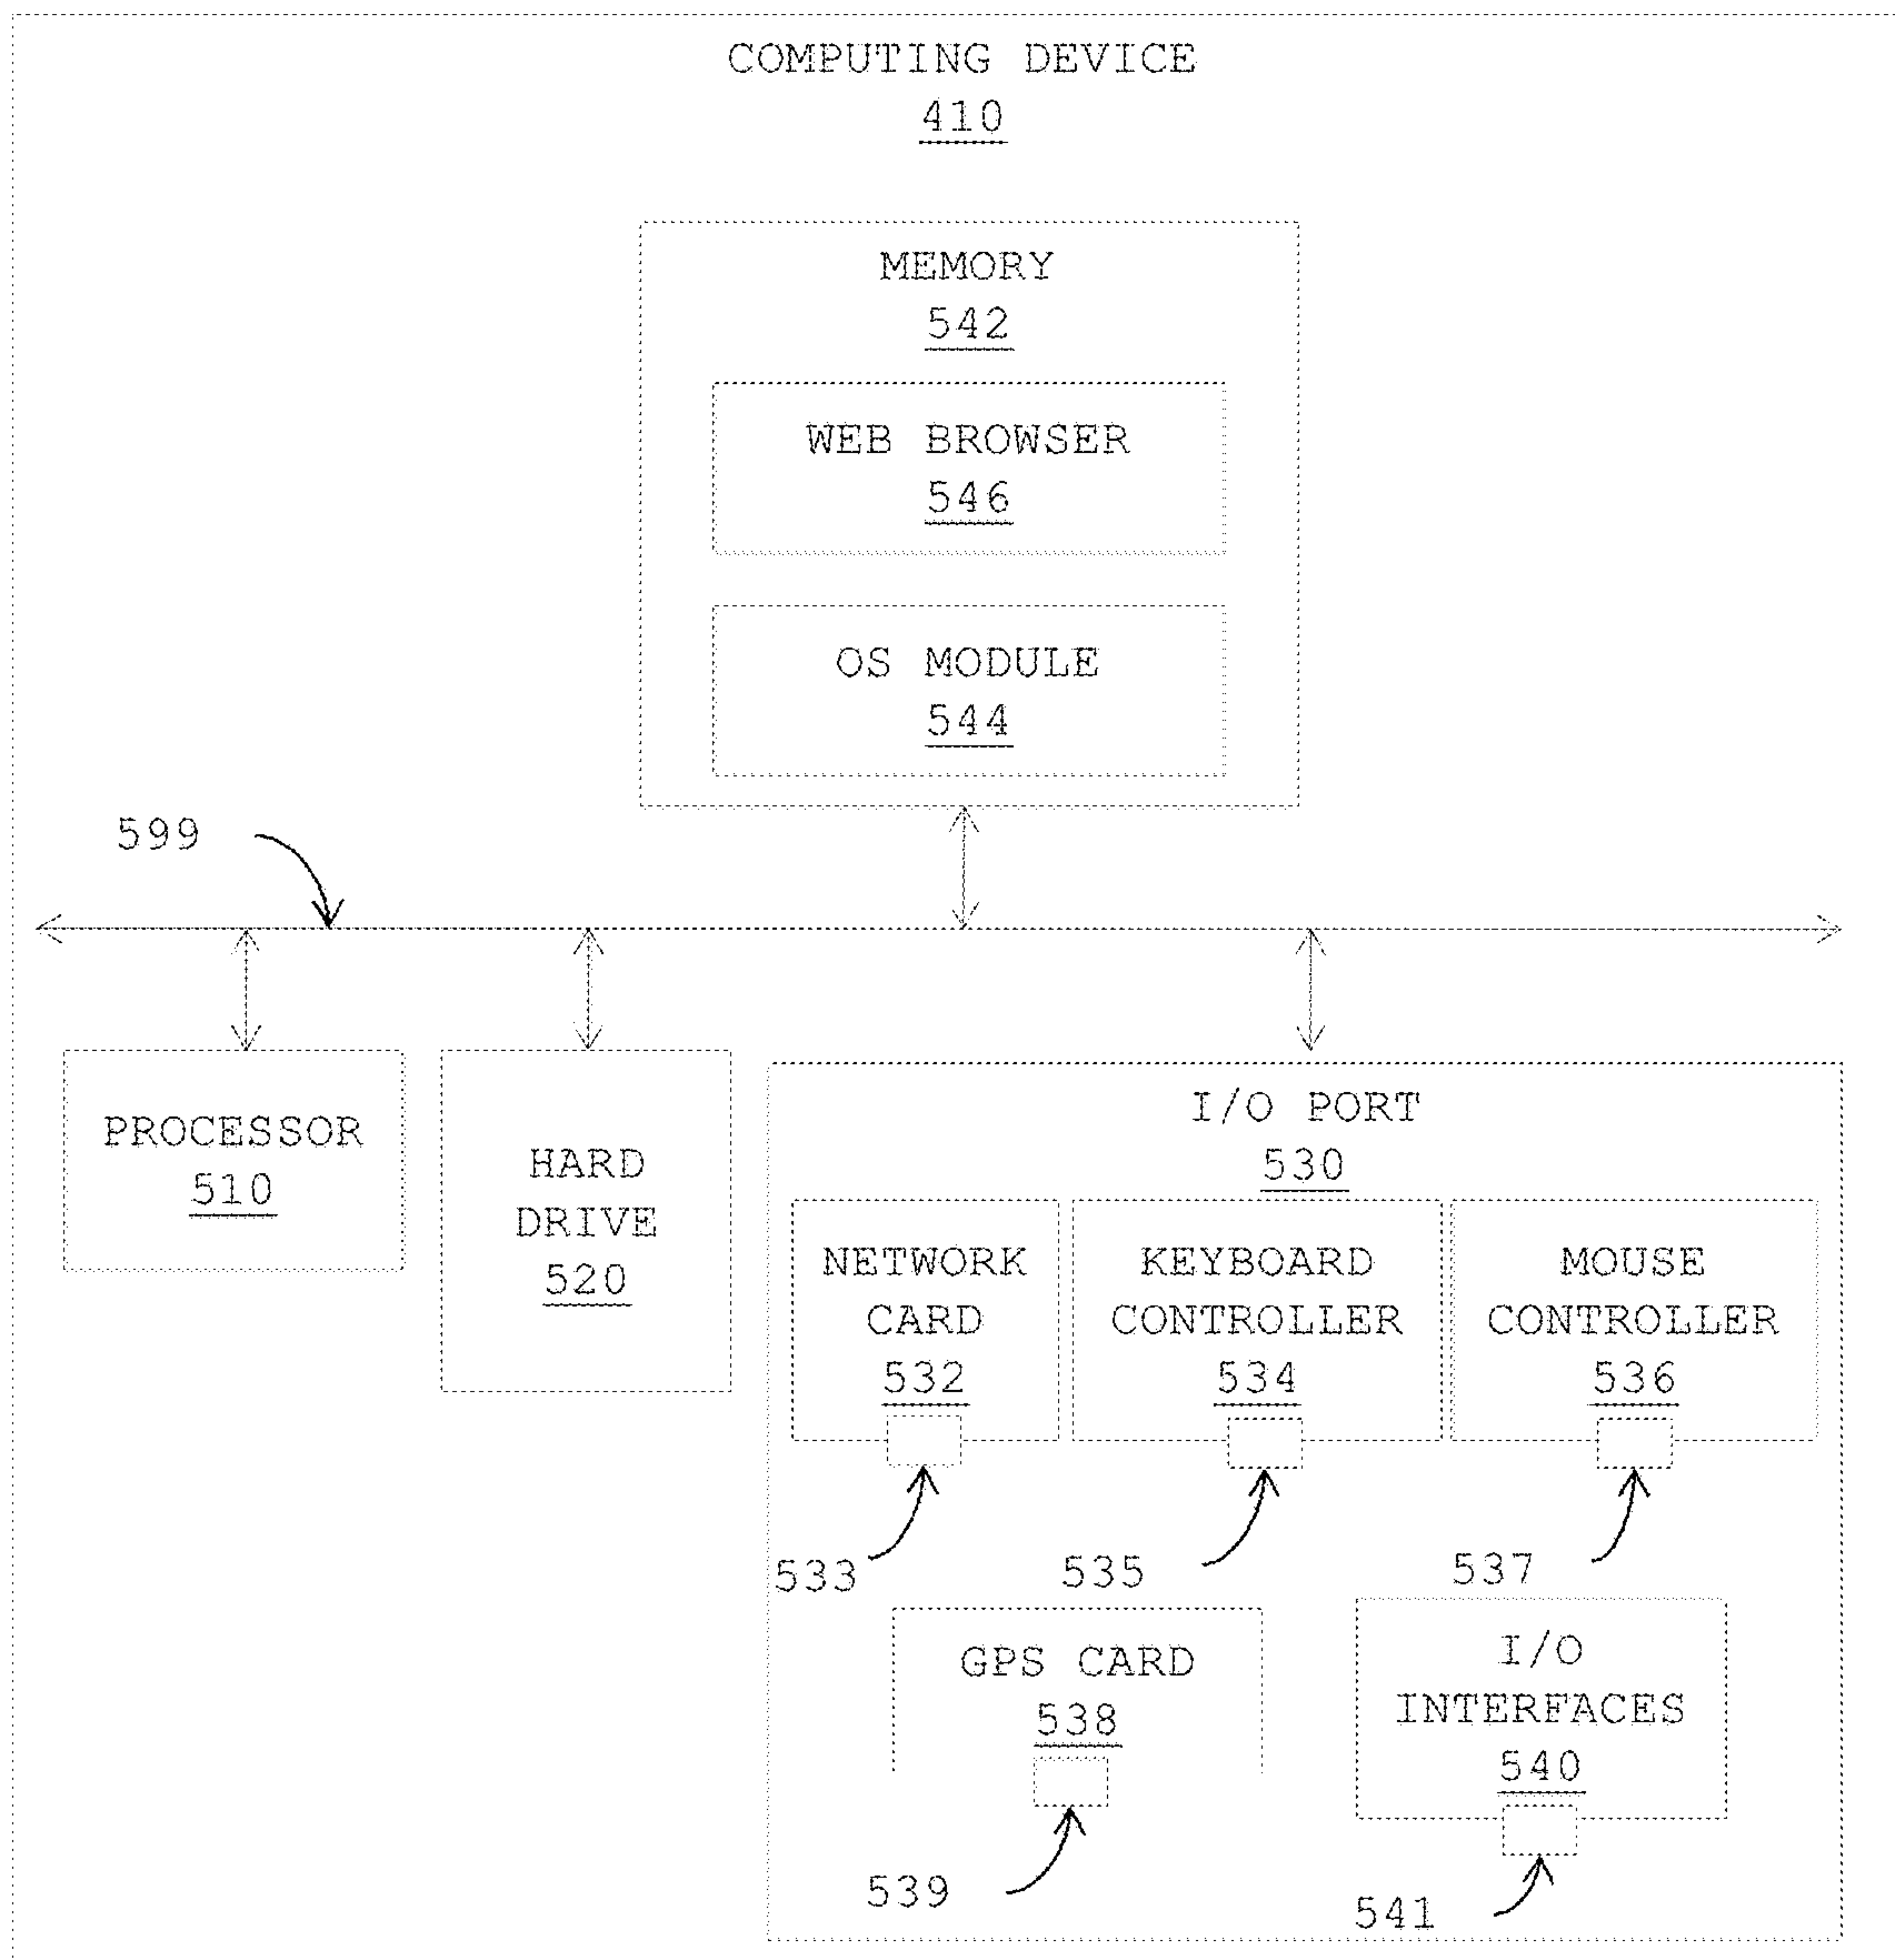 COMPUTING DEVICE
410
MEMORY
542
WEB BROWSER
546
OS MODULE
544
599
PROCESSOR
510
HARD
DRIVE
520
I/O PORT
530
NETWORK
CARD
532
KEYBOARD
CONTROLLER
534
MOUSE
CONTROLLER
536
533
535
537
GPS CARD
538
I/O
INTERFACES
540
539
541